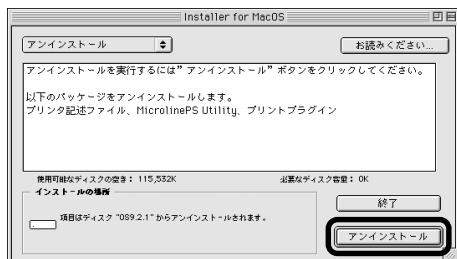 Installer for MacOS
アンインストール
お読みください...
アンインストールを実行するには”アンインストール”ボタンをクリックしてください。
以下のパッケージをアンインストールします。
プリンタ記述ファイル、MicrolinePS Utility、プリントプラグイン
使用可能なディスクの空き： 115,532K
必要なディスク容量： 0K
インストールの場所
項目はディスク "OS9.2.1" からアンインストールされます。
終了
アンインストール